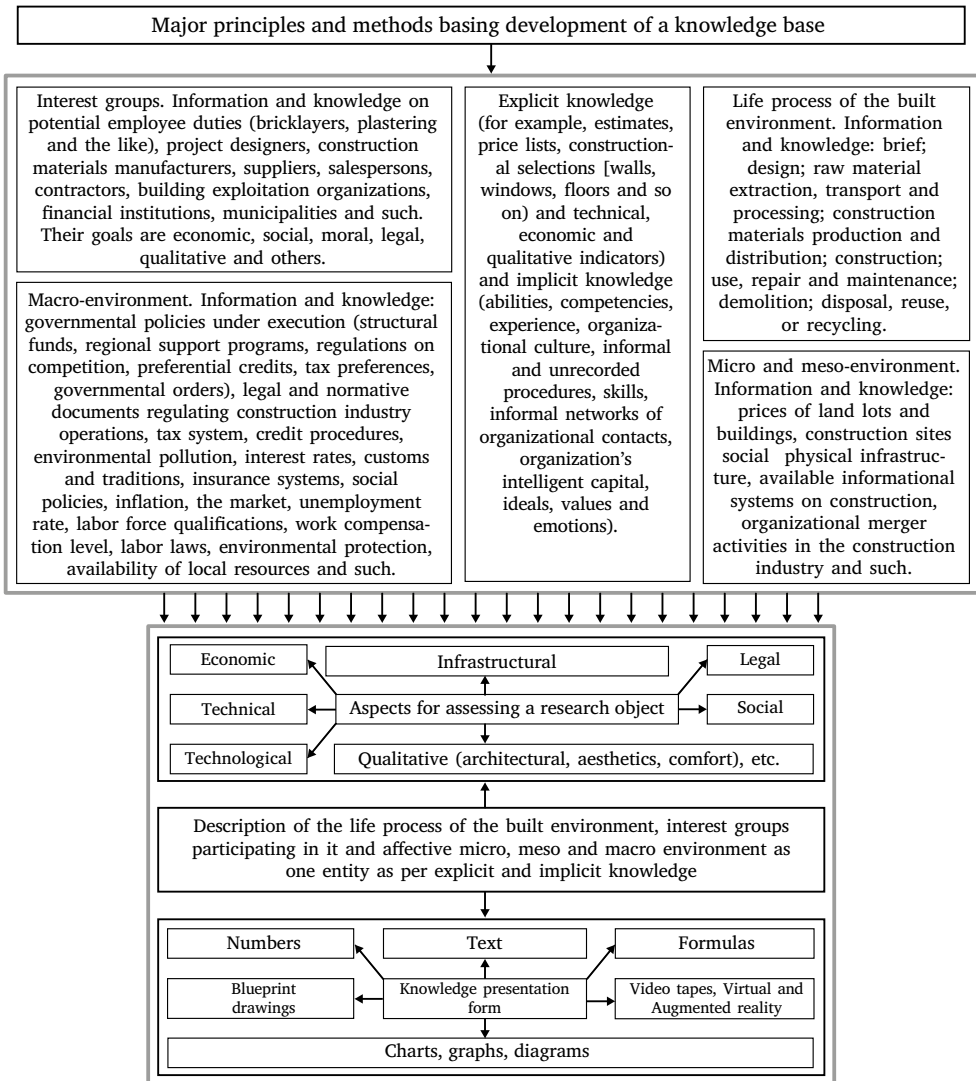 Major principles and methods basing development of a knowledge base
Interest groups. Information and knowledge on
potential employee duties (bricklayers, plastering
and the like), project designers, construction
materials manufacturers, suppliers, salespersons,
contractors, building exploitation organizations,
financial institutions, municipalities and such.
Their goals are economic, social, moral, legal,
qualitative and others.
Macro-environment. Information and knowledge:
governmental policies under execution (structural
funds, regional support programs, regulations on
competition, preferential credits, tax preferences,
governmental orders), legal and normative
documents regulating construction industry
operations, tax system, credit procedures,
environmental pollution, interest rates, customs
and traditions, insurance systems, social
policies, inflation, the market, unemployment
rate, labor force qualifications, work compensa-
tion level, labor laws, environmental protection,
availability of local resources and such.
Explicit knowledge
(for example, estimates,
price lists, construction-
al selections [walls,
windows, floors and so
on) and technical,
economic and
qualitative indicators)
and implicit knowledge
(abilities, competencies,
experience, organiza-
tional culture, informal
and unrecorded
procedures, skills,
informal networks of
organizational contacts,
organization's
intelligent capital,
ideals, values and
emotions).
Life process of the built
environment. Information
and knowledge: brief;
design; raw material
extraction, transport and
processing; construction
materials production and
distribution; construction;
use, repair and maintenance;
demolition; disposal, reuse,
or recycling.
Micro and meso-environment.
Information and knowledge:
prices of land lots and
buildings, construction sites
social physical infrastruc-
ture, available informational
systems on construction,
organizational merger
activities in the construction
industry and such.
Economic
Infrastructural
Legal
Technical
Aspects for assessing a research object
Social
Technological
Qualitative (architectural, aesthetics, comfort), etc.
Description of the life process of the built environment, interest groups
participating in it and affective micro, meso and macro environment as
one entity as per explicit and implicit knowledge
Numbers
Text
Formulas
Blueprint
drawings
Knowledge presentation
form
Video tapes, Virtual and
Augmented reality
Charts, graphs, diagrams